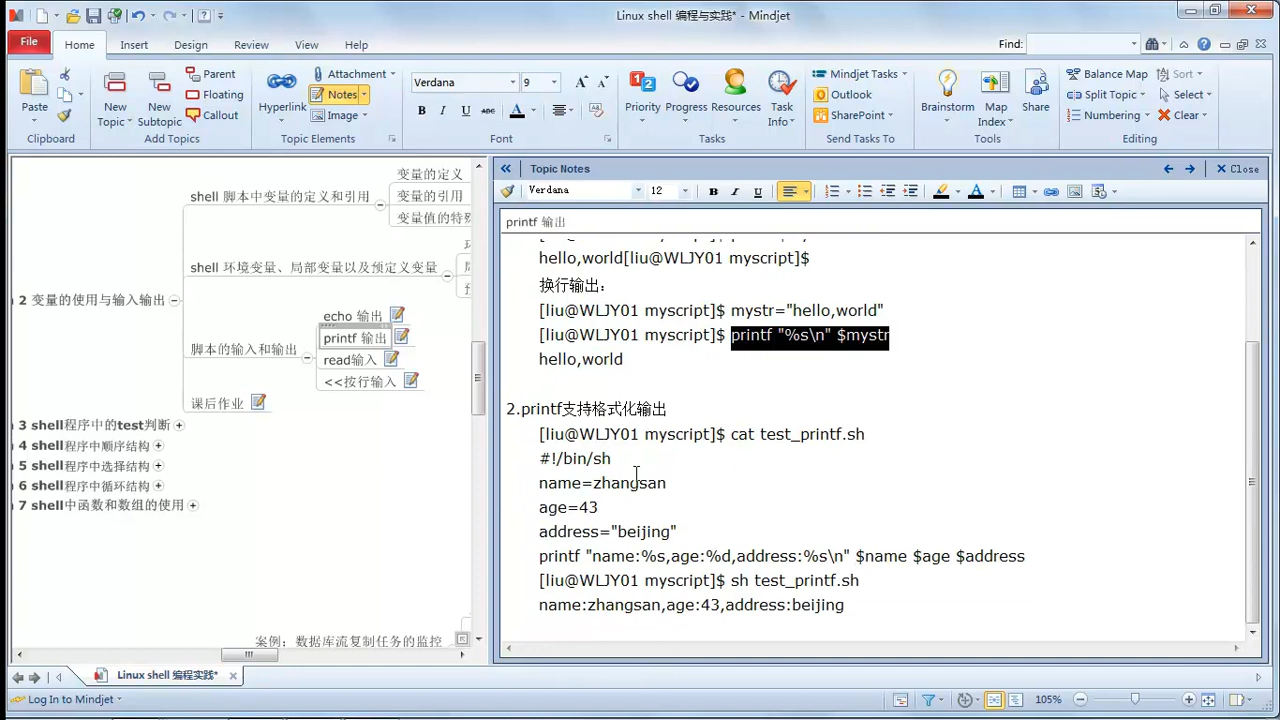 Linux shell 编程与实践* - Mindjet
File
Home
Insert
Design
Review
View
Help
Find:
Paste
Clipboard
New Topic
New Subtopic
Parent
Floating
Callout
Add Topics
Hyperlink
Attachment
Notes
Image
Topic Elements
Verdana
9
B I U abc A
Font
Priority
Progress
Resources
Task Info
Tasks
Mindjet Tasks
Outlook
SharePoint
Send Tasks To
Brainstorm
Map Index
Share
Tools
Balance Map
Split Topic
Numbering
Sort
Select
Clear
Editing
变量的定义
shell 脚本中变量的定义和引用
变量的引用
变量值的特殊
shell 环境变量、局部变量以及预定义变量
2 变量的使用与输入输出
echo 输出
printf 输出
脚本的输入和输出
read输入
<<按行输入
课后作业
3 shell程序中的test判断
4 shell程序中顺序结构
5 shell程序中选择结构
6 shell程序中循环结构
7 shell中函数和数组的使用
案例：数据库流复制任务的监控
Topic Notes
Close
Verdana
12
B I U
printf 输出
hello,world[liu@WLJY01 myscript]$
换行输出：
[liu@WLJY01 myscript]$ mystr="hello,world"
[liu@WLJY01 myscript]$ printf "%s\n" $mystr
hello,world
2.printf支持格式化输出
[liu@WLJY01 myscript]$ cat test_printf.sh
#!/bin/sh
name=zhangsan
age=43
address="beijing"
printf "name:%s,age:%d,address:%s\n" $name $age $address
[liu@WLJY01 myscript]$ sh test_printf.sh
name:zhangsan,age:43,address:beijing
Linux shell 编程实践*
Log In to Mindjet
105%